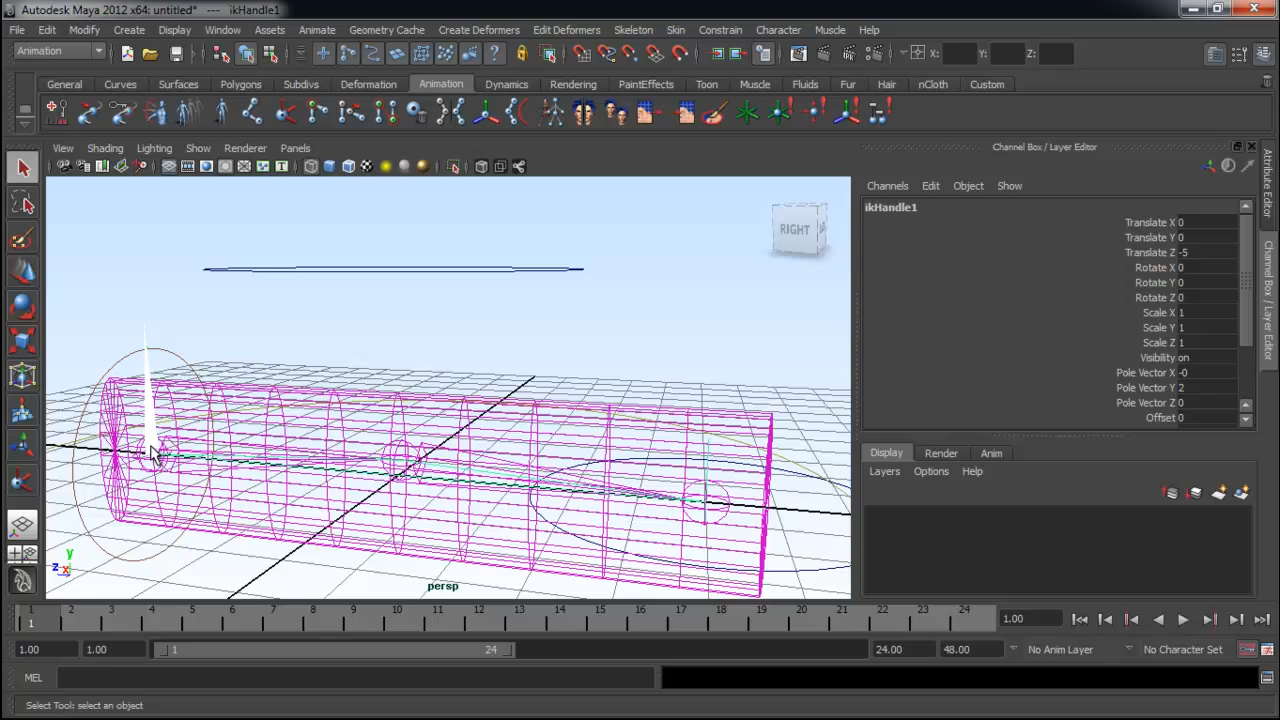 Autodesk Maya 2012 x64: untitled* --- ikHandle1
File Edit Modify Create Display Window Assets Animate Geometry Cache Create Deformers Edit Deformers Skeleton Skin Constrain Character Muscle Help
Animation X: Y: Z:
General Curves Surfaces Polygons Subdivs Deformation Animation Dynamics Rendering PaintEffects Toon Muscle Fluids Fur Hair nCloth Custom
View Shading Lighting Show Renderer Panels
Channel Box / Layer Editor
Channels Edit Object Show
ikHandle1
Translate X 0
Translate Y 0
Translate Z -5
Rotate X 0
Rotate Y 0
Rotate Z 0
Scale X 1
Scale Y 1
Scale Z 1
Visibility on
Pole Vector X -0
Pole Vector Y 2
Pole Vector Z 0
Offset 0
Attribute Editor
Channel Box / Layer Editor
RIGHT
Display Render Anim
Layers Options Help
y
z x
persp
1 2 3 4 5 6 7 8 9 10 11 12 13 14 15 16 17 18 19 20 21 22 23 24
1
1.00
1.00 1.00 1 24 24.00 48.00 No Anim Layer No Character Set
MEL
Select Tool: select an object